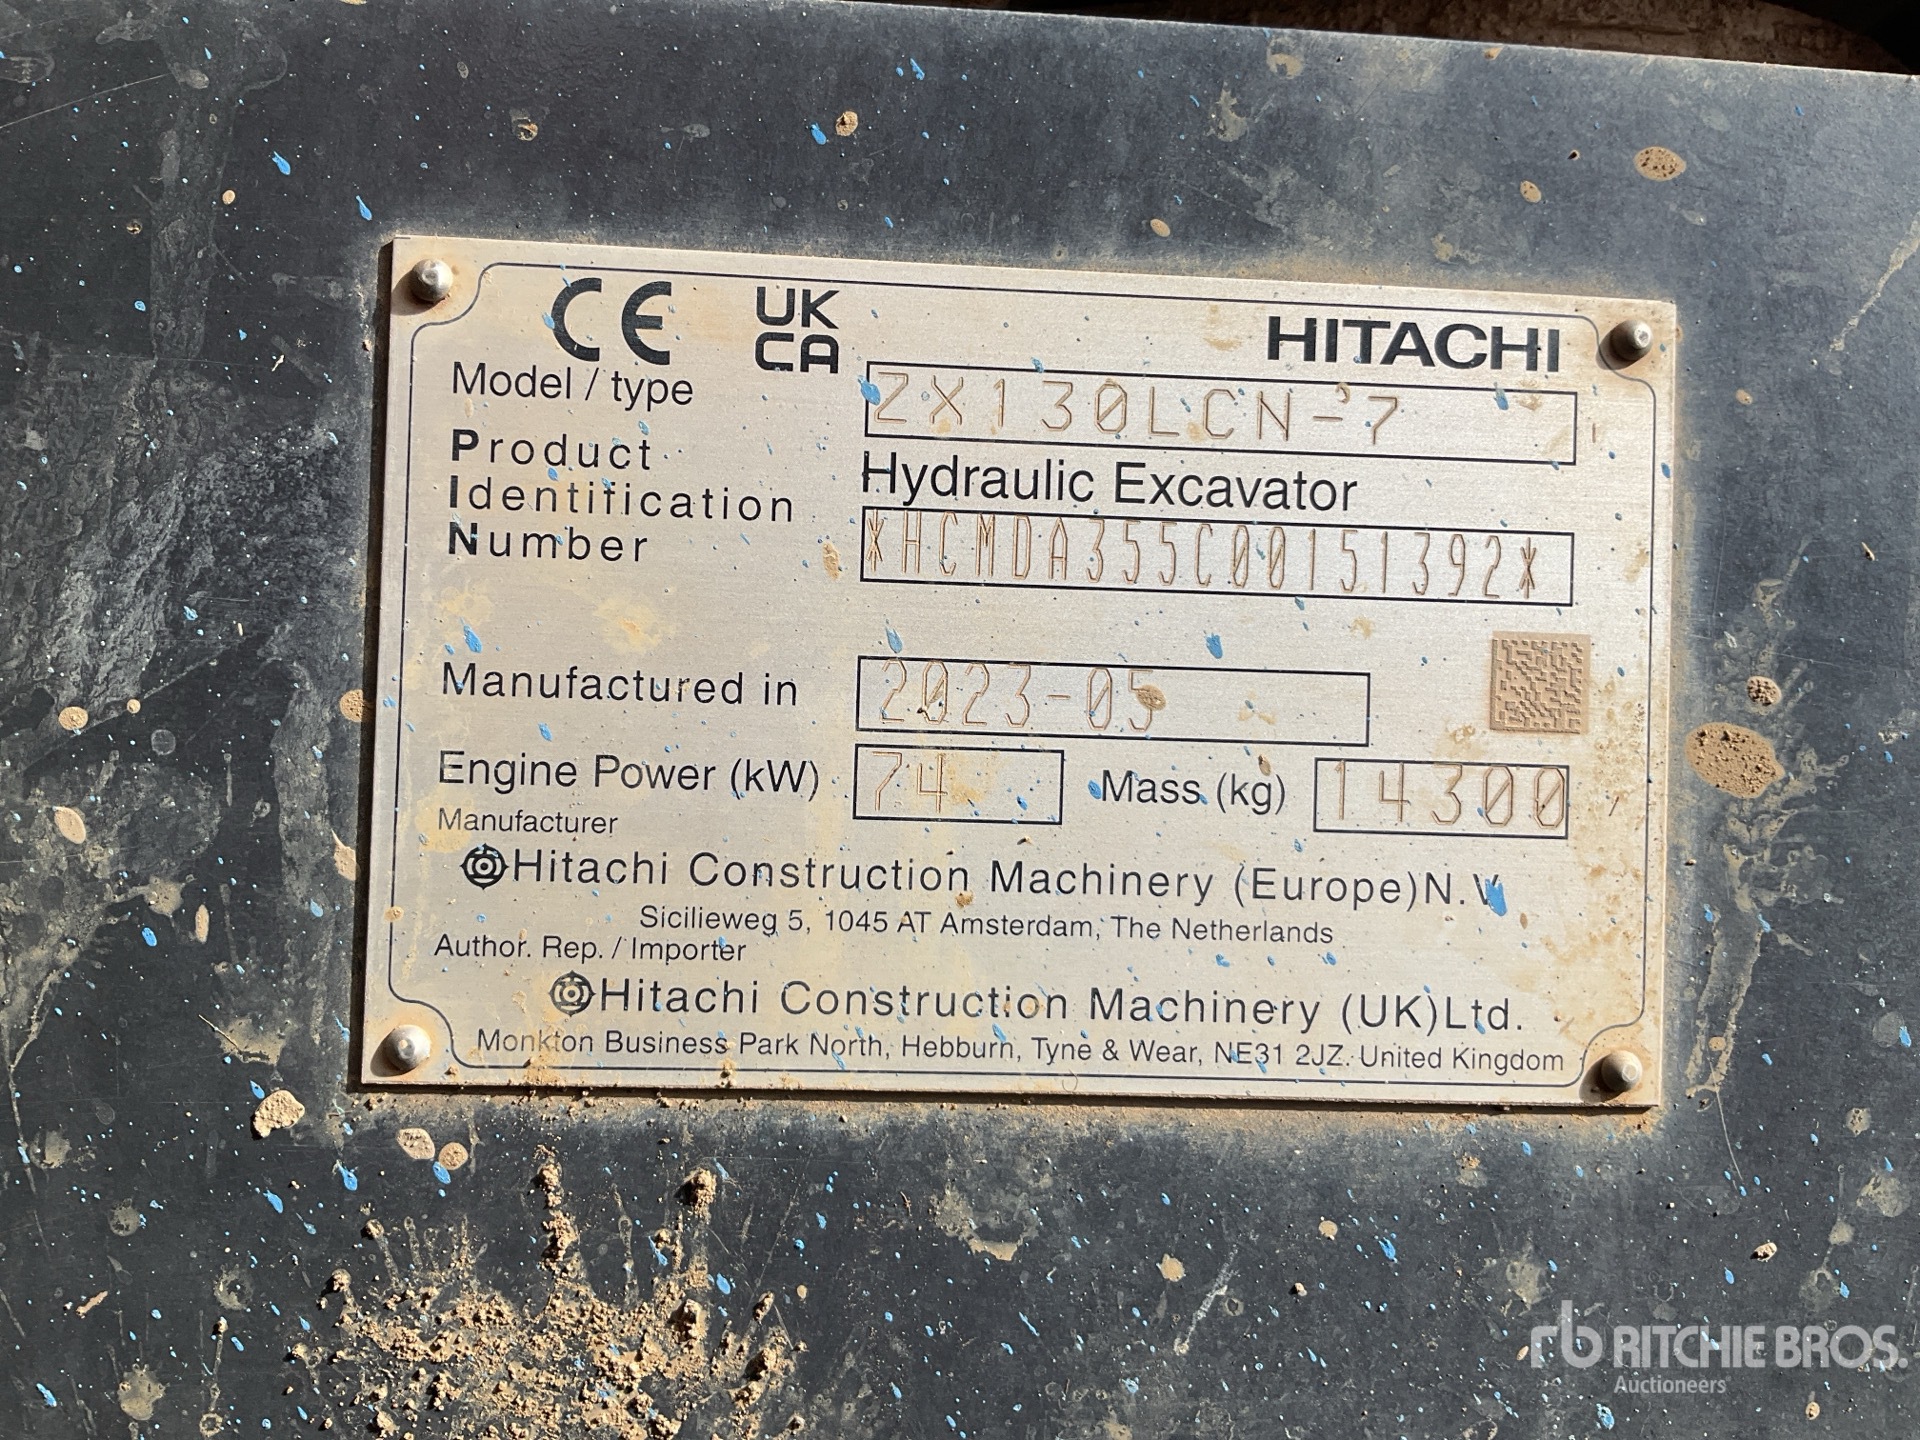 CE UK CA HITACHI
Model / type ZX130LCN-7
Product Hydraulic Excavator
Identification
Number *HCMDA355C00151392*
Manufactured in 2023-05
Engine Power (kW) 74 Mass (kg) 14300
Manufacturer
Hitachi Construction Machinery (Europe)N.V
Sicilieweg 5, 1045 AT Amsterdam, The Netherlands
Author. Rep. / Importer
Hitachi Construction Machinery (UK)Ltd.
Monkton Business Park North, Hebburn, Tyne & Wear, NE31 2JZ. United Kingdom
rb RITCHIE BROS.
Auctioneers